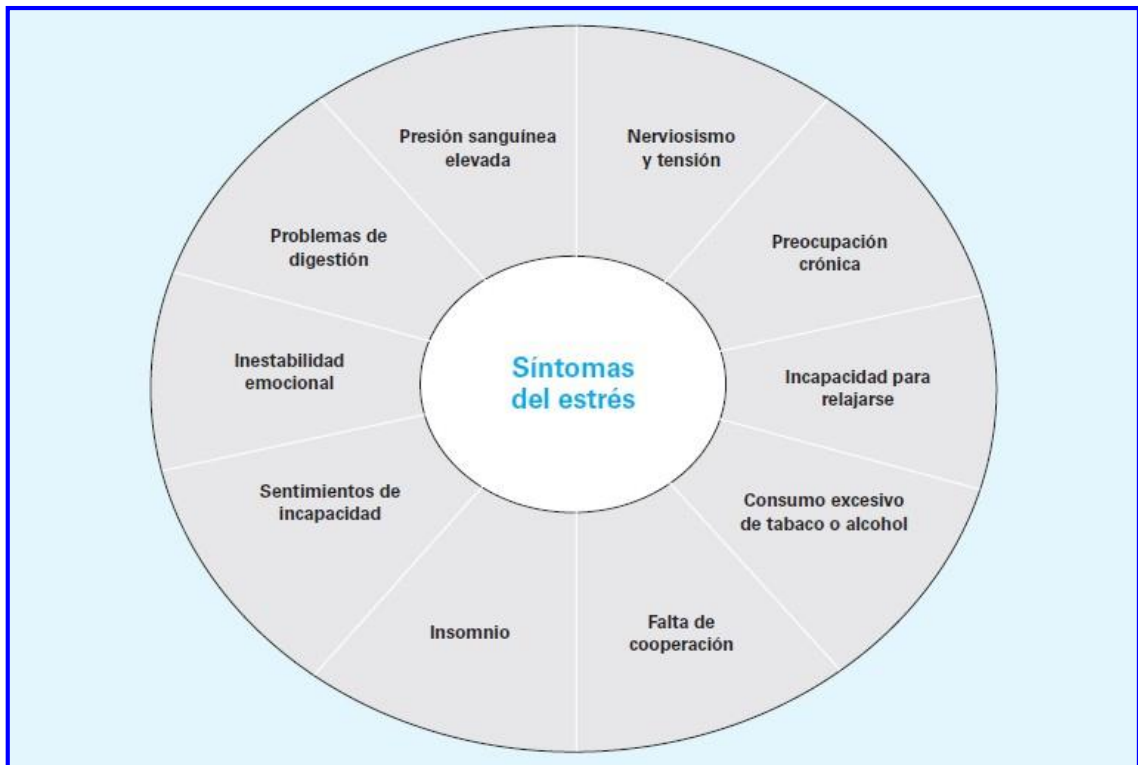 Síntomas
del estrés
Nerviosismo
y tensión
Preocupación
crónica
Incapacidad para
relajarse
Consumo excesivo
de tabaco o alcohol
Falta de
cooperación
Insomnio
Sentimientos de
incapacidad
Inestabilidad
emocional
Problemas de
digestión
Presión sanguínea
elevada